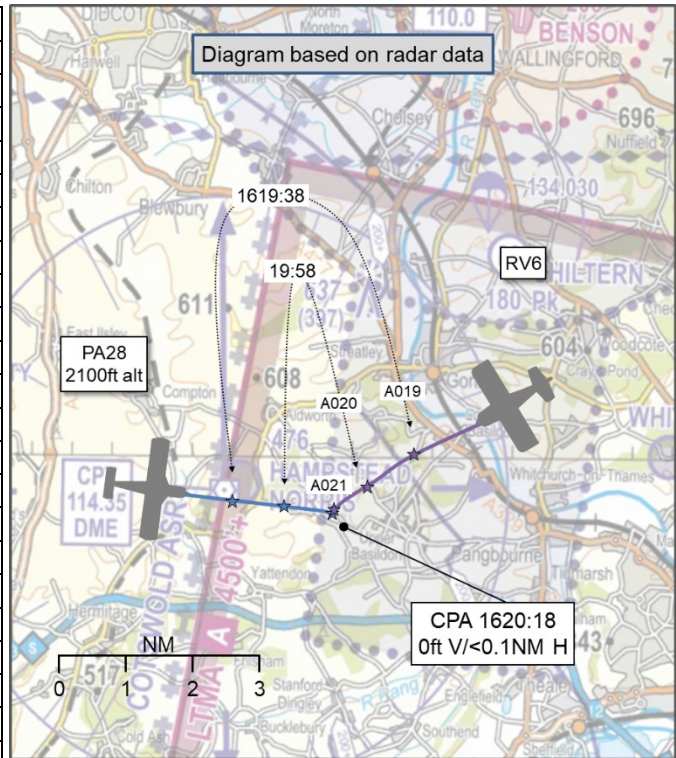 DIDCOT
North
Moreton
110.0
BENSON
WALLINGFORD
Harwell
Diagram based on radar data
Cholsey
696
Nuffield
Chilton
Blewbury
1619:38
134.030
19:58
RV6
CHILTERN
180 Pk
611
(397)
East Ilsley
Streatley
PA28
2100ft alt
608
604
Woodcote
Compton
A020
A019
476
HAMPSTEAD
NORRIS
A021
Whitchurch-on-Thames
CPT
114.35
DME
Basildon
Pangbourne
Tidmarsh
Yattendon
COTSWOLD ASR
LTMA A 4500'+
Hermitage
CPA 1620:18
0ft V/<0.1NM H
NM
0 1 2 3
517
Stanford
Dingley
Bucklebury
Englefield
Southend
Cold Ash
Theale
Sheffield